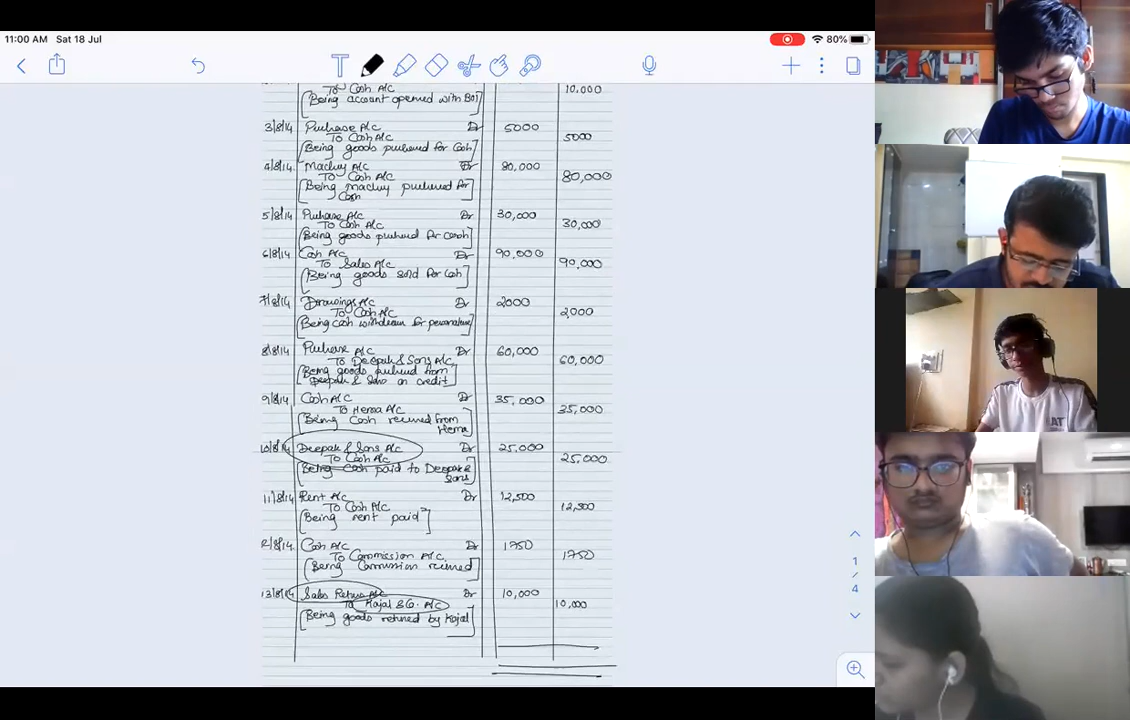 11:00 AM Sat 18 Jul
80%
To Cash A/c 10,000
[Being account opened with BOI]
3/8/14 Purchase A/c Dr 5000
To Cash A/c 5000
[Being goods purchased for Cash]
4/8/14 Machny A/c Dr 80,000
To Cash A/c 80,000
[Being machny purchased for
Cash]
5/8/14 Purchase A/c Dr 30,000
To Cash A/c 30,000
[Being goods purchased for cash]
6/8/14 Cash A/c Dr 90,000
To Sales A/c 90,000
[Being goods sold for Cash]
7/8/14 Drawings A/c Dr 2000
To Cash A/c 2,000
[Being cash withdrawn for personal use]
8/8/14 Purchase A/c Dr 60,000
To Deepak & Sons A/c 60,000
[Being goods purchased from
Deepak & Sons on credit]
9/8/14 Cash A/c Dr 35,000
To Hema A/c 35,000
[Being Cash received from
Hema]
10/8/14 Deepak & Sons A/c Dr 25,000
To Cash A/c 25,000
[Being Cash paid to Deepak &
Sons]
11/8/14 Rent A/c Dr 12,500
To Cash A/c 12,500
[Being rent paid]
12/8/14 Cash A/c Dr 1750
To Commission A/c 1750
[Being Commission received]
13/8/14 Sales Return A/c Dr 10,000
To Kajal & Co. A/c 10,000
[Being goods returned by Kajal]
1
/
4